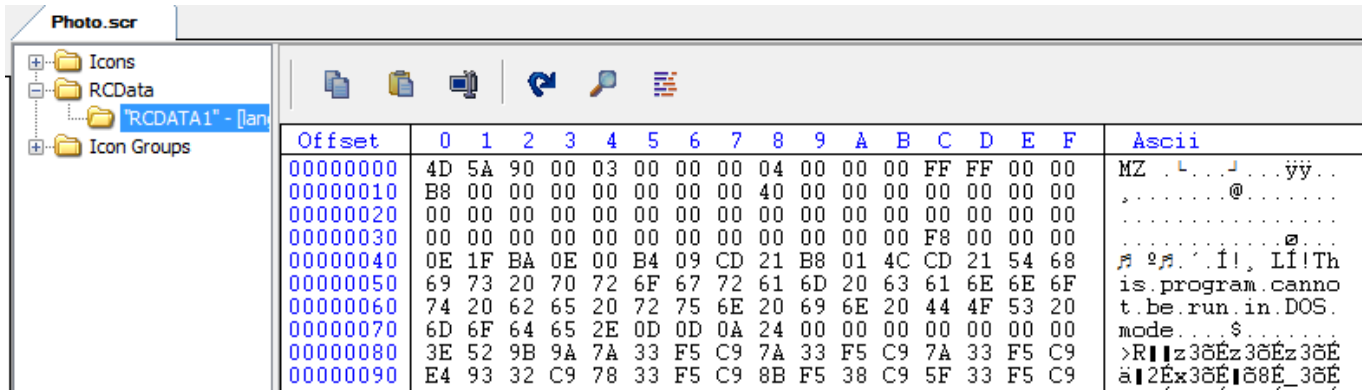 Photo.scr
Icons
RCData
"RCDATA1" - [lan
Icon Groups
Offset 0 1 2 3 4 5 6 7 8 9 A B C D E F Ascii
00000000 4D 5A 90 00 03 00 00 00 04 00 00 00 FF FF 00 00 MZ .└...┘...ÿÿ..
00000010 B8 00 00 00 00 00 00 00 40 00 00 00 00 00 00 00 ¸.......@.......
00000020 00 00 00 00 00 00 00 00 00 00 00 00 00 00 00 00 ................
00000030 00 00 00 00 00 00 00 00 00 00 00 00 F8 00 00 00 ............ø...
00000040 0E 1F BA 0E 00 B4 09 CD 21 B8 01 4C CD 21 54 68 ♬ º♬.´.Í!¸ LÍ!Th
00000050 69 73 20 70 72 6F 67 72 61 6D 20 63 61 6E 6E 6F is.program.canno
00000060 74 20 62 65 20 72 75 6E 20 69 6E 20 44 4F 53 20 t.be.run.in.DOS.
00000070 6D 6F 64 65 2E 0D 0D 0A 24 00 00 00 00 00 00 00 mode....$.......
00000080 3E 52 9B 9A 7A 33 F5 C9 7A 33 F5 C9 7A 33 F5 C9 >R▌▌z3õÉz3õÉz3õÉ
00000090 E4 93 32 C9 78 33 F5 C9 8B F5 38 C9 5F 33 F5 C9 ä▌2Éx3õÉ▌õ8É_3õÉ